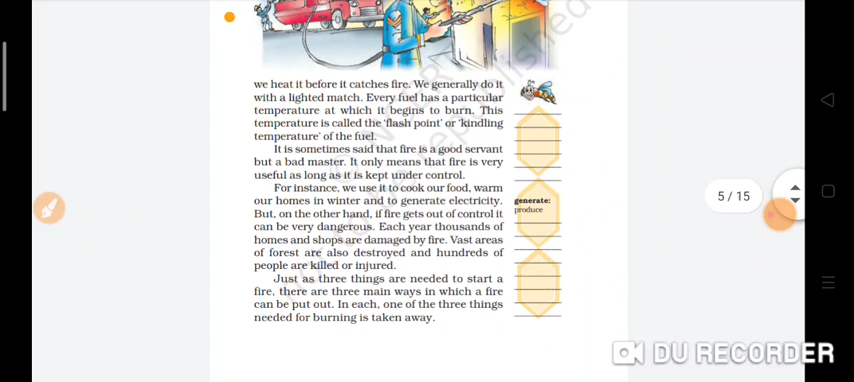 we heat it before it catches fire. We generally do it
with a lighted match. Every fuel has a particular
temperature at which it begins to burn. This
temperature is called the ‘flash point’ or ‘kindling
temperature’ of the fuel.
It is sometimes said that fire is a good servant
but a bad master. It only means that fire is very
useful as long as it is kept under control.
For instance, we use it to cook our food, warm
our homes in winter and to generate electricity.
But, on the other hand, if fire gets out of control it
can be very dangerous. Each year thousands of
homes and shops are damaged by fire. Vast areas
of forest are also destroyed and hundreds of
people are killed or injured.
Just as three things are needed to start a
fire, there are three main ways in which a fire
can be put out. In each, one of the three things
needed for burning is taken away.
generate:
produce
5 / 15
DU RECORDER